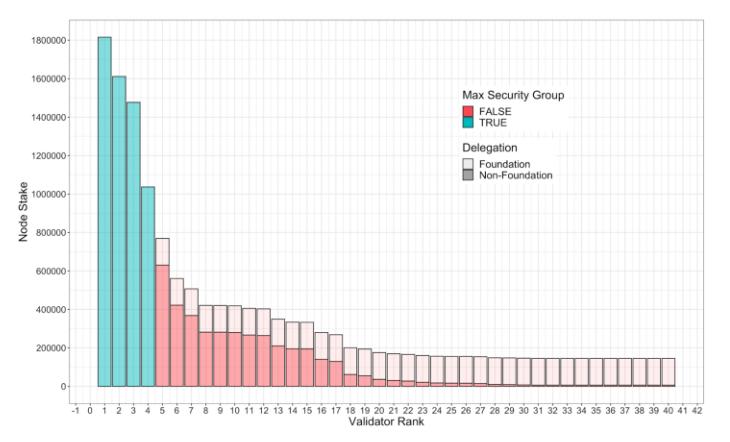 1800000
1600000
1400000
1200000
1000000
800000
600000
400000
200000
0
Node Stake
Max Security Group
FALSE
TRUE
Delegation
Foundation
Non-Foundation
-1 0 1 2 3 4 5 6 7 8 9 10 11 12 13 14 15 16 17 18 19 20 21 22 23 24 25 26 27 28 29 30 31 32 33 34 35 36 37 38 39 40 41 42
Validator Rank